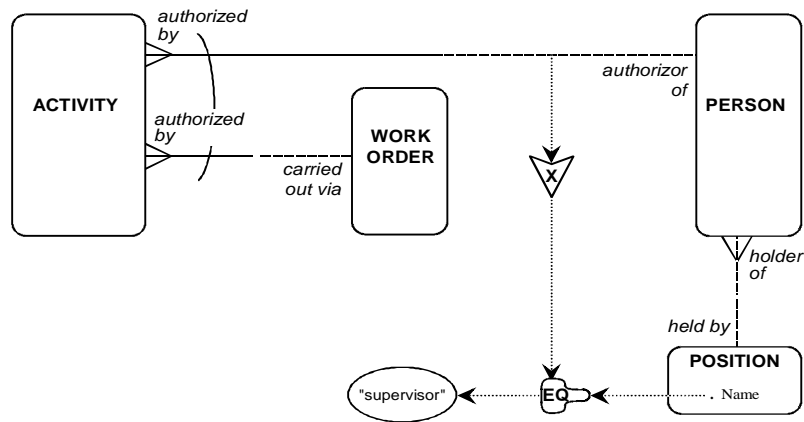 authorized
by
authorizor
of
ACTIVITY
PERSON
authorized
by
WORK
ORDER
carried
out via
X
holder
of
held by
POSITION
. Name
EQ
"supervisor"